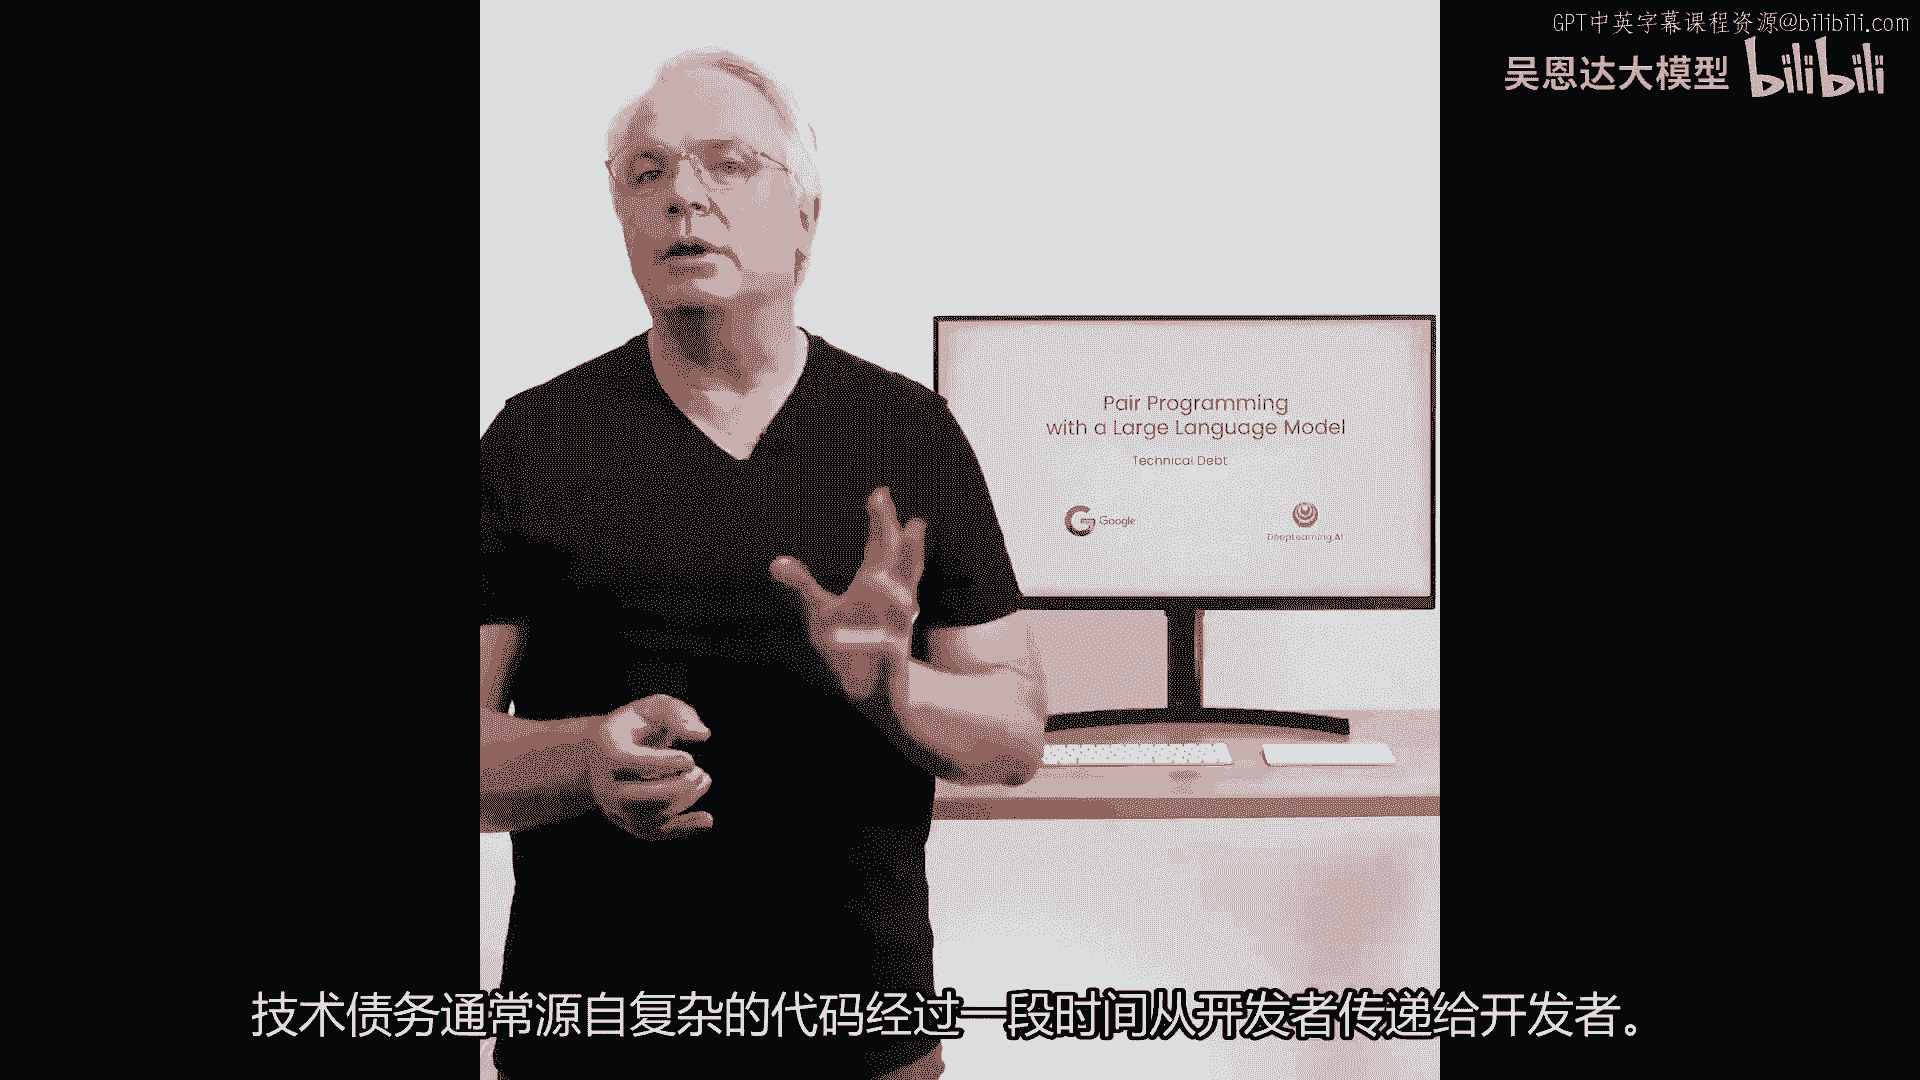 GPT中英字幕课程资源@bilibili.com
吴恩达大模型 bilibili
Pair Programming
with a Large Language Model
Technical Debt
Google
DeepLearning.AI
技术债务通常源自复杂的代码经过一段时间从开发者传递给开发者。